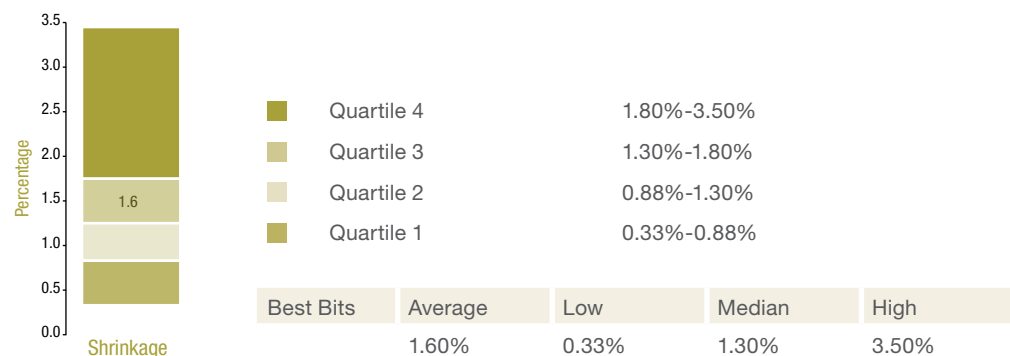 3.5
3.0
2.5
2.0
1.5
1.0
0.5
0.0
Percentage
1.6
Shrinkage
Quartile 4 1.80%-3.50%
Quartile 3 1.30%-1.80%
Quartile 2 0.88%-1.30%
Quartile 1 0.33%-0.88%
Best Bits Average Low Median High
1.60% 0.33% 1.30% 3.50%